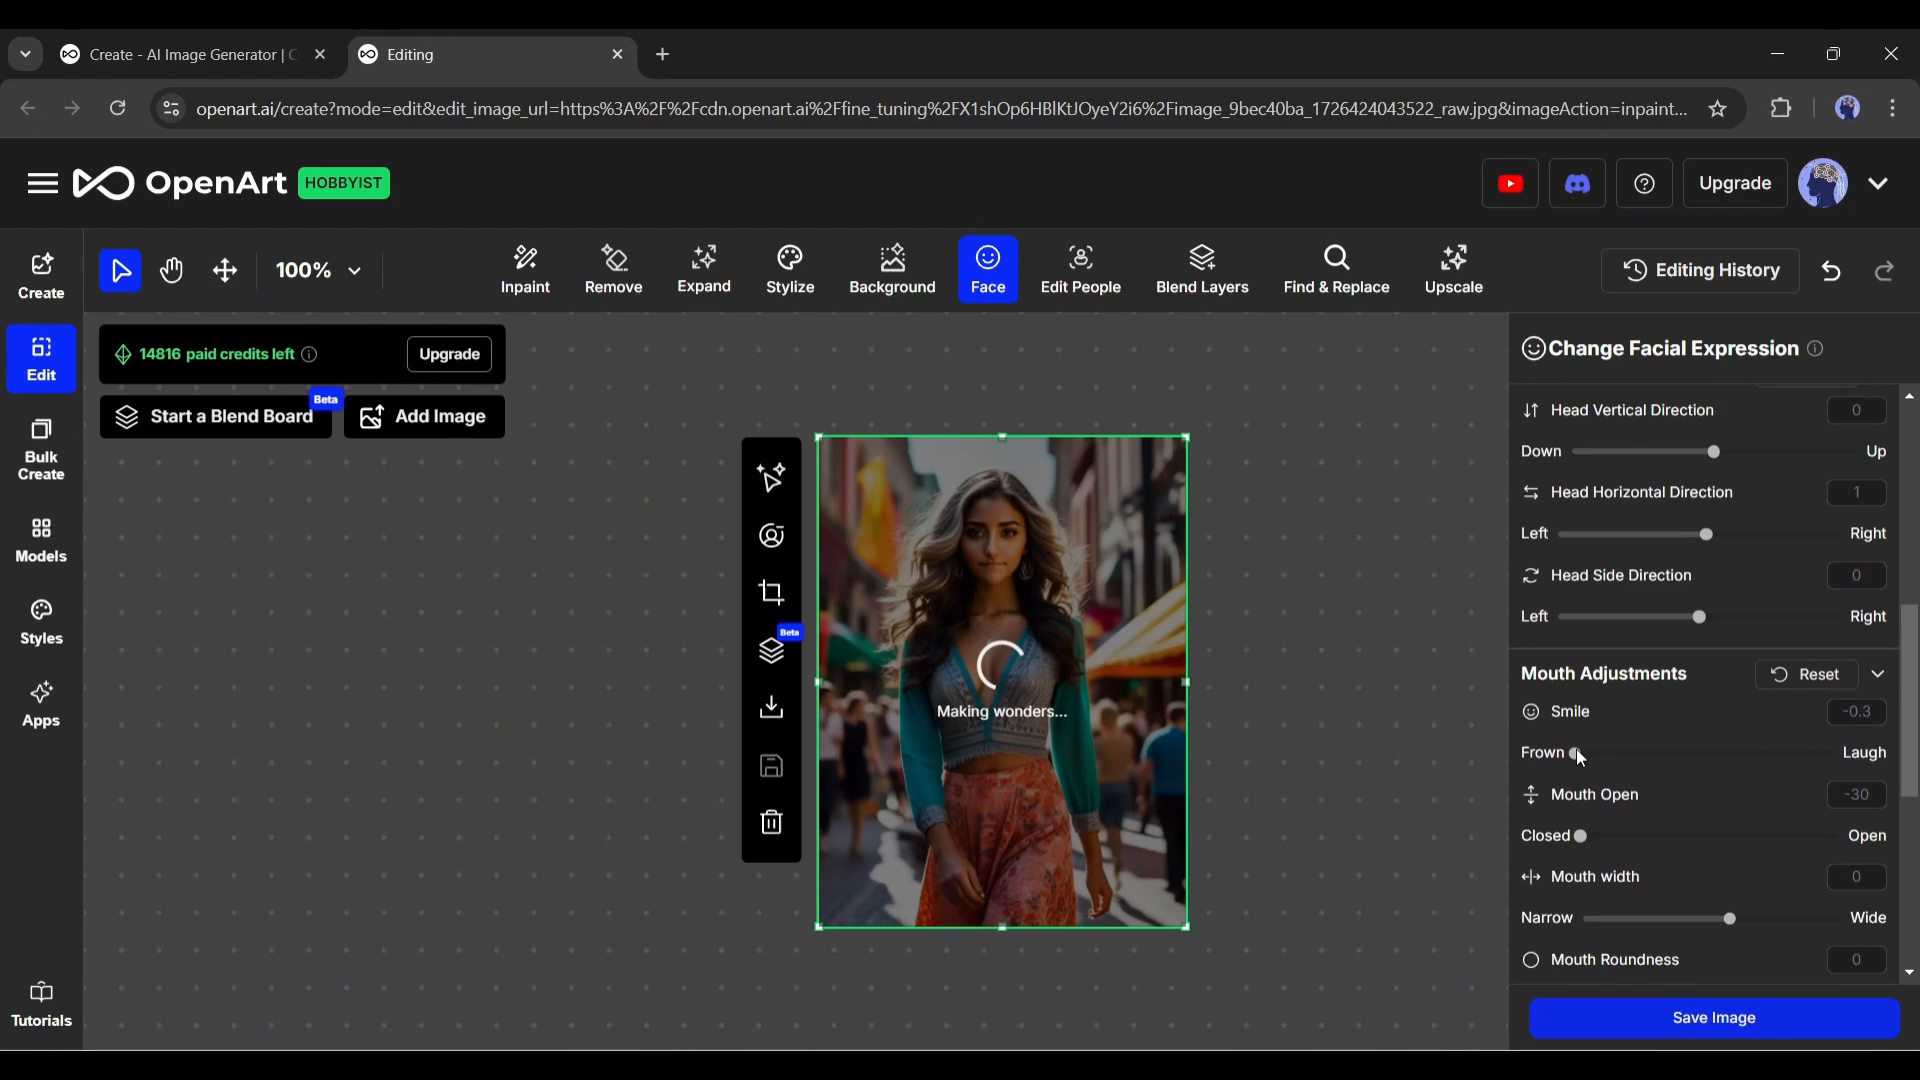 Create - AI Image Generator |
Editing
openart.ai/create?mode=edit&edit_image_url=https%3A%2F%2Fcdn.openart.ai%2Ffine_tuning%2FX1shOp6HBlKtJOyeY2i6%2Fimage_9bec40ba_1726424043522_raw.jpg&imageAction=inpaint...
OpenArt HOBBYIST
Upgrade
Create
100%
Inpaint
Remove
Expand
Stylize
Background
Face
Edit People
Blend Layers
Find & Replace
Upscale
Editing History
14816 paid credits left
Upgrade
Start a Blend Board
Beta
Add Image
Edit
Bulk
Create
Models
Styles
Apps
Tutorials
Beta
Making wonders...
Change Facial Expression
Head Vertical Direction 0
Down Up
Head Horizontal Direction 1
Left Right
Head Side Direction 0
Left Right
Mouth Adjustments Reset
Smile -0.3
Frown Laugh
Mouth Open -30
Closed Open
Mouth width 0
Narrow Wide
Mouth Roundness 0
Save Image